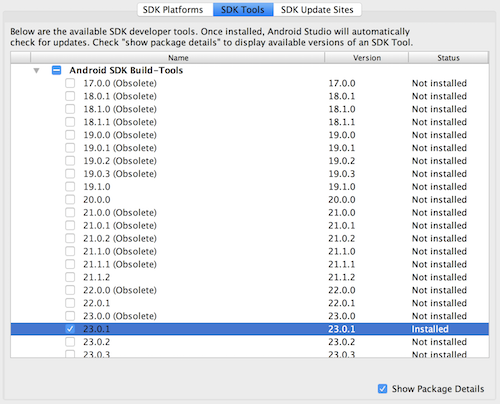 SDK Platforms SDK Tools SDK Update Sites
Below are the available SDK developer tools. Once installed, Android Studio will automatically
check for updates. Check "show package details" to display available versions of an SDK Tool.
Name Version Status
Android SDK Build-Tools
17.0.0 (Obsolete) 17.0.0 Not installed
18.0.1 (Obsolete) 18.0.1 Not installed
18.1.0 (Obsolete) 18.1.0 Not installed
18.1.1 (Obsolete) 18.1.1 Not installed
19.0.0 (Obsolete) 19.0.0 Not installed
19.0.1 (Obsolete) 19.0.1 Not installed
19.0.2 (Obsolete) 19.0.2 Not installed
19.0.3 (Obsolete) 19.0.3 Not installed
19.1.0 19.1.0 Not installed
20.0.0 20.0.0 Not installed
21.0.0 (Obsolete) 21.0.0 Not installed
21.0.1 (Obsolete) 21.0.1 Not installed
21.0.2 (Obsolete) 21.0.2 Not installed
21.1.0 (Obsolete) 21.1.0 Not installed
21.1.1 (Obsolete) 21.1.1 Not installed
21.1.2 21.1.2 Not installed
22.0.0 (Obsolete) 22.0.0 Not installed
22.0.1 22.0.1 Not installed
23.0.0 (Obsolete) 23.0.0 Not installed
23.0.1 23.0.1 Installed
23.0.2 23.0.2 Not installed
23.0.3 23.0.3 Not installed
Show Package Details